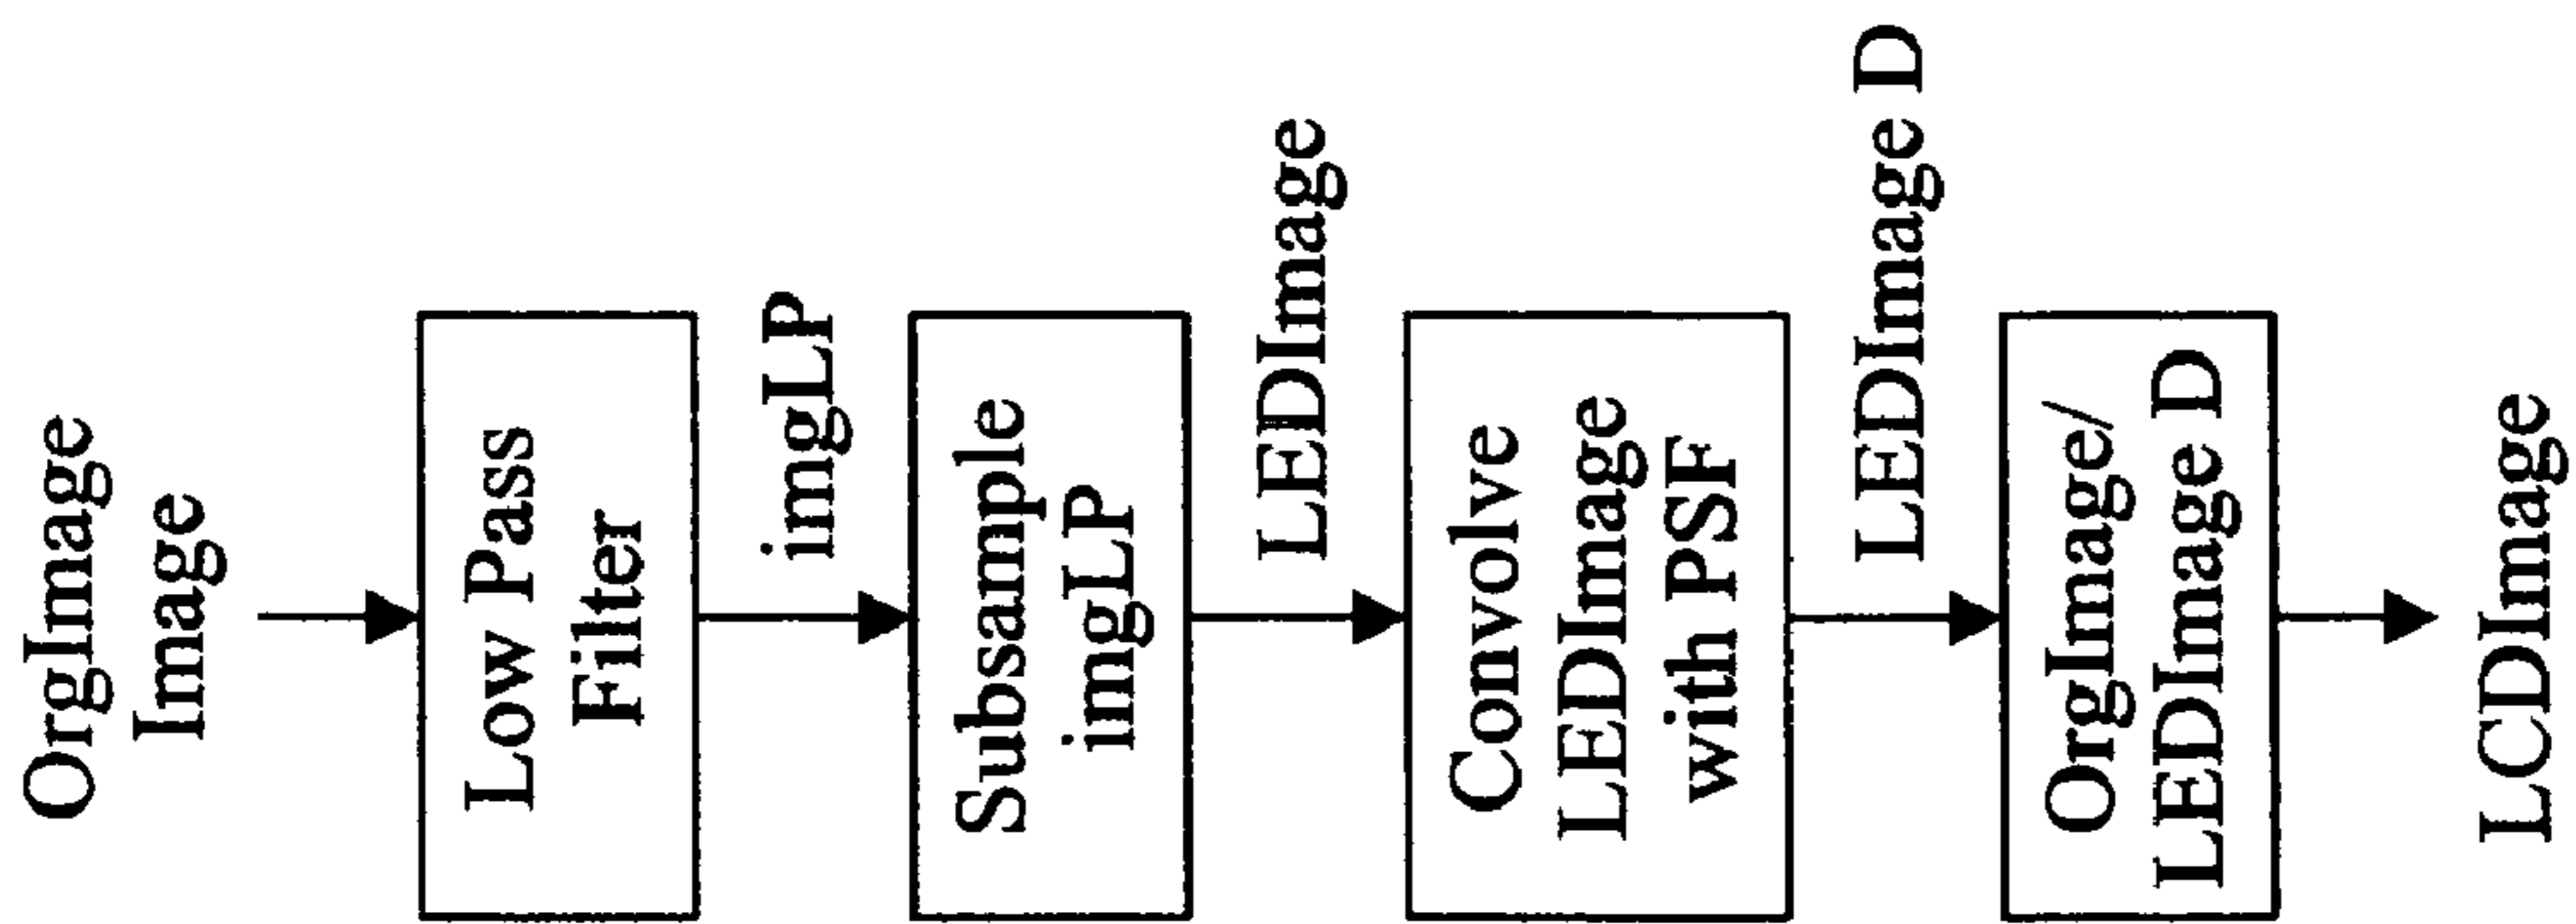 OrgImage
Image
Low Pass
Filter
imgLP
Subsample
imgLP
LEDImage
Convolve
LEDImage
with PSF
LEDImage D
OrgImage/
LEDImage D
LCDImage